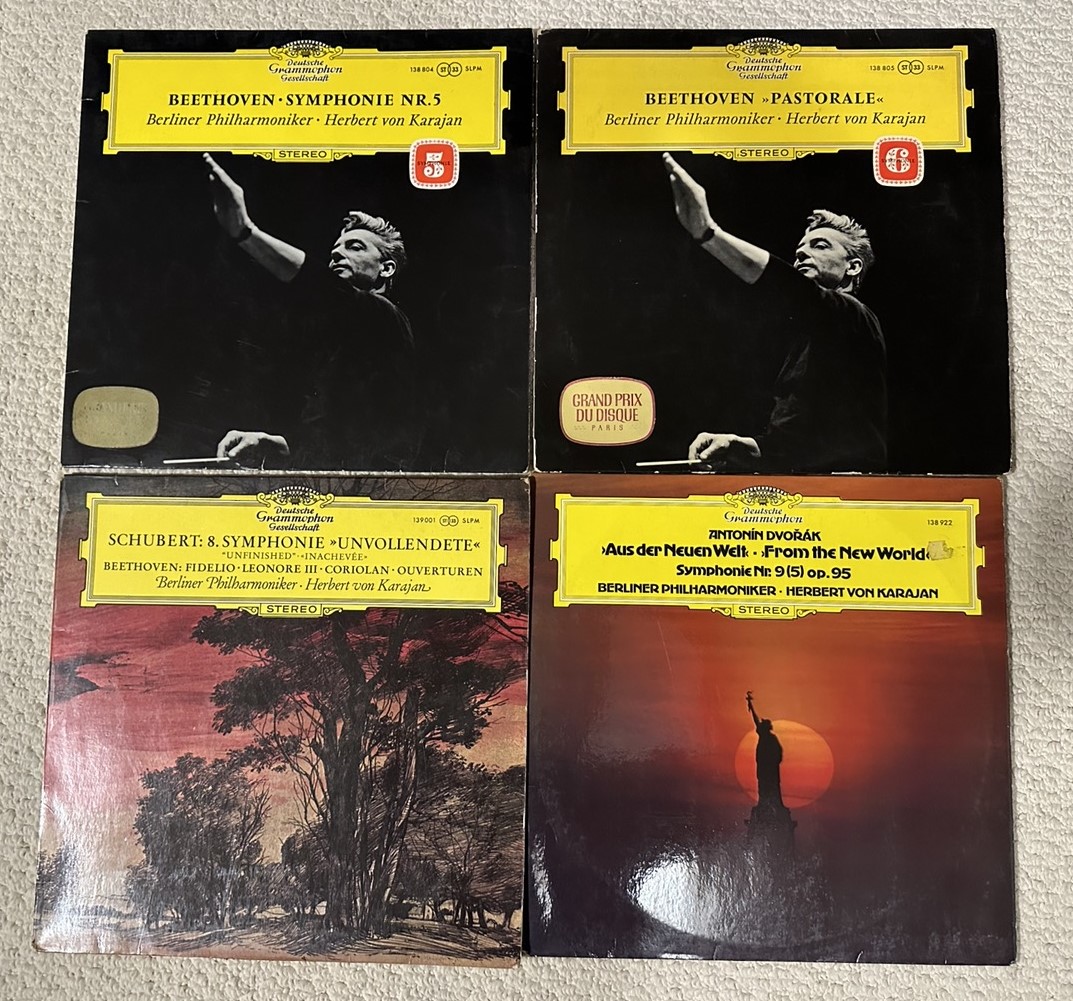 Deutsche
Grammophon
Gesellschaft
138 804 ST 33 SLPM
BEETHOVEN · SYMPHONIE NR. 5
Berliner Philharmoniker · Herbert von Karajan
STEREO
5
Deutsche
Grammophon
Gesellschaft
138 805 ST 33 SLPM
BEETHOVEN »PASTORALE«
Berliner Philharmoniker · Herbert von Karajan
STEREO
6
GRAND PRIX
DU DISQUE
PARIS
Deutsche
Grammophon
Gesellschaft
139001 ST 33 SLPM
SCHUBERT: 8. SYMPHONIE »UNVOLLENDETE«
"UNFINISHED" · «INACHEVÉE»
BEETHOVEN: FIDELIO · LEONORE III · CORIOLAN · OUVERTUREN
Berliner Philharmoniker · Herbert von Karajan
STEREO
Deutsche
Grammophon
Gesellschaft
138 922
ANTONÍN DVOŘÁK
›Aus der Neuen Welt‹ · ›From the New World‹
Symphonie Nr. 9 (5) op. 95
BERLINER PHILHARMONIKER · HERBERT VON KARAJAN
STEREO